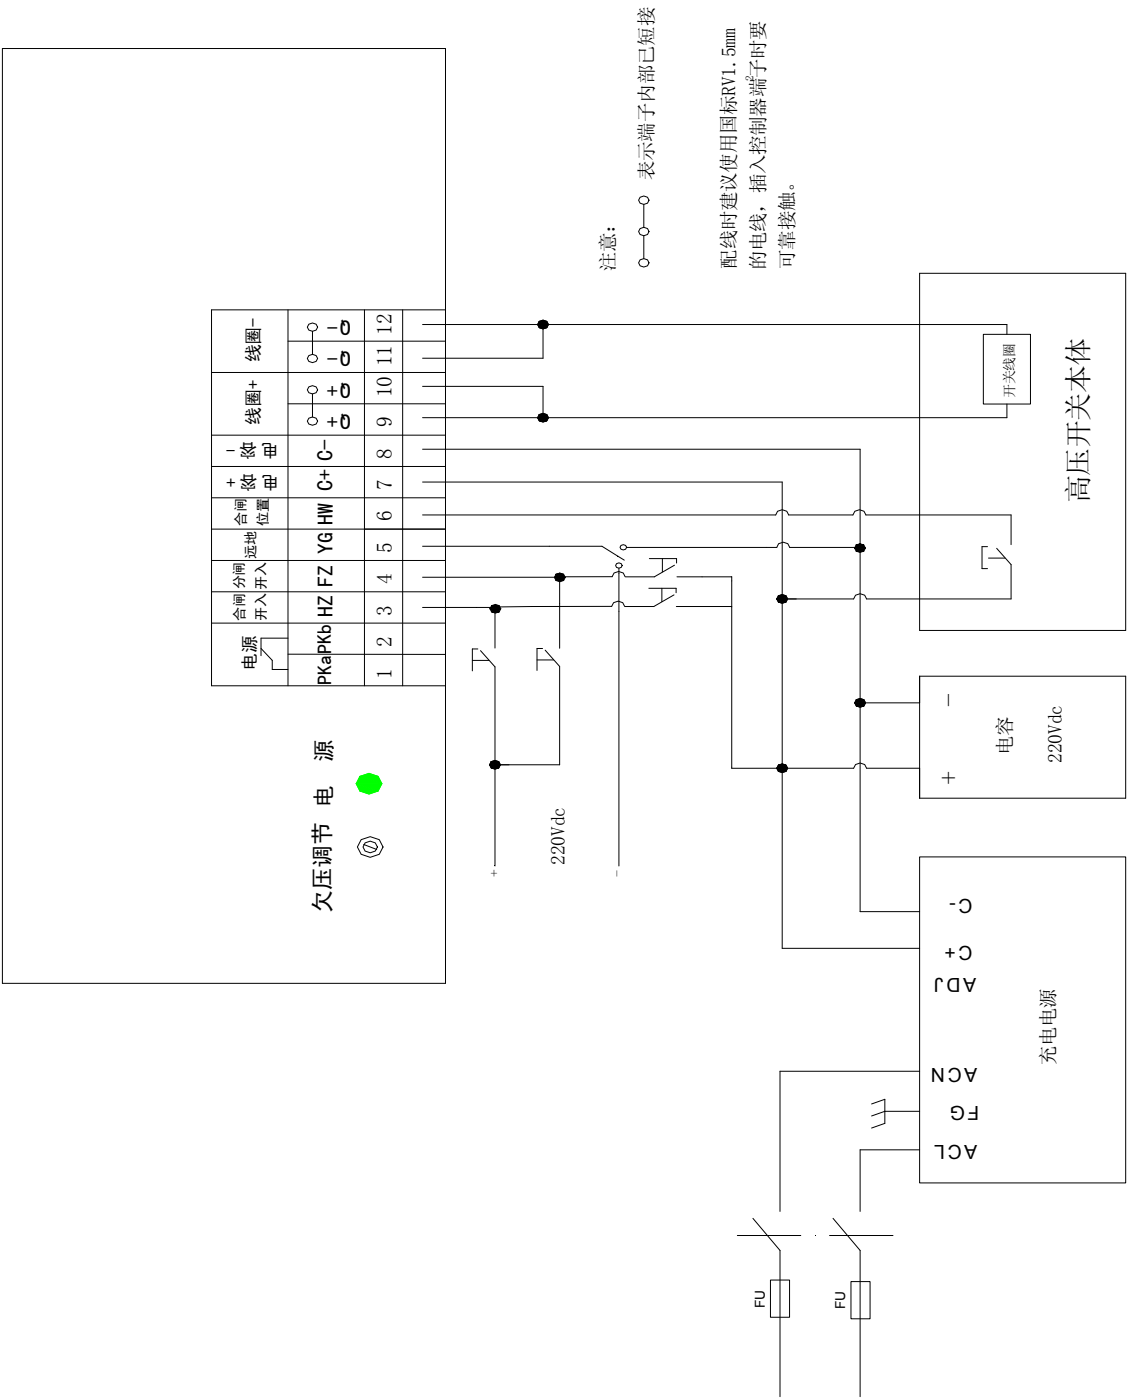 注意:
表示端子内部已短接
配线时建议使用国标RV1.5mm²
的电线，插入控制器端子时要
可靠接触。
线圈-
线圈+
电容-
电容+
合闸位置
远地
分闸开入
合闸开入
电源
-Q
-Q
+Q
+Q
C-
C+
HW
YG
FZ
HZ
PKb
PKa
12
11
10
9
8
7
6
5
4
3
2
1
欠压调节
电 源
+
220Vdc
-
高压开关本体
开关线圈
电容
220Vdc
-
+
充电电源
C-
C+
ADJ
ACN
FG
ACL
FU
FU